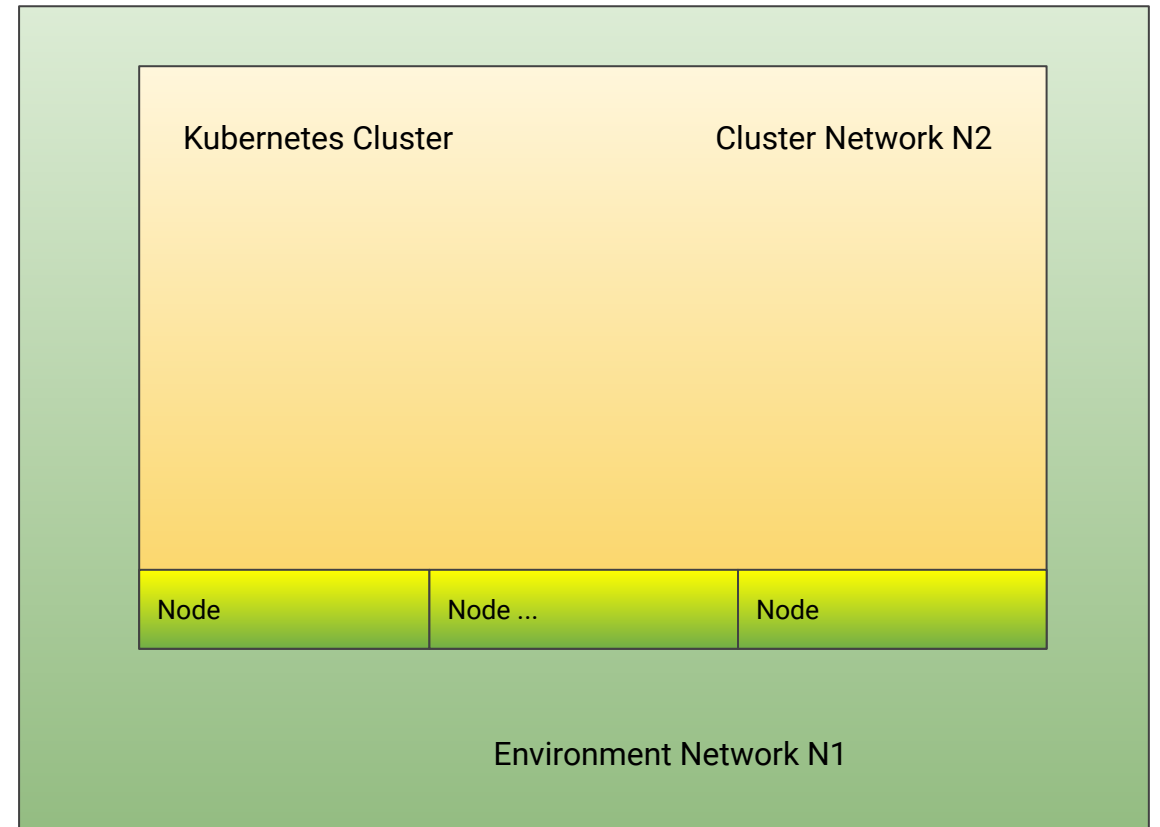 Kubernetes Cluster
Cluster Network N2
Node
Node ...
Node
Environment Network N1